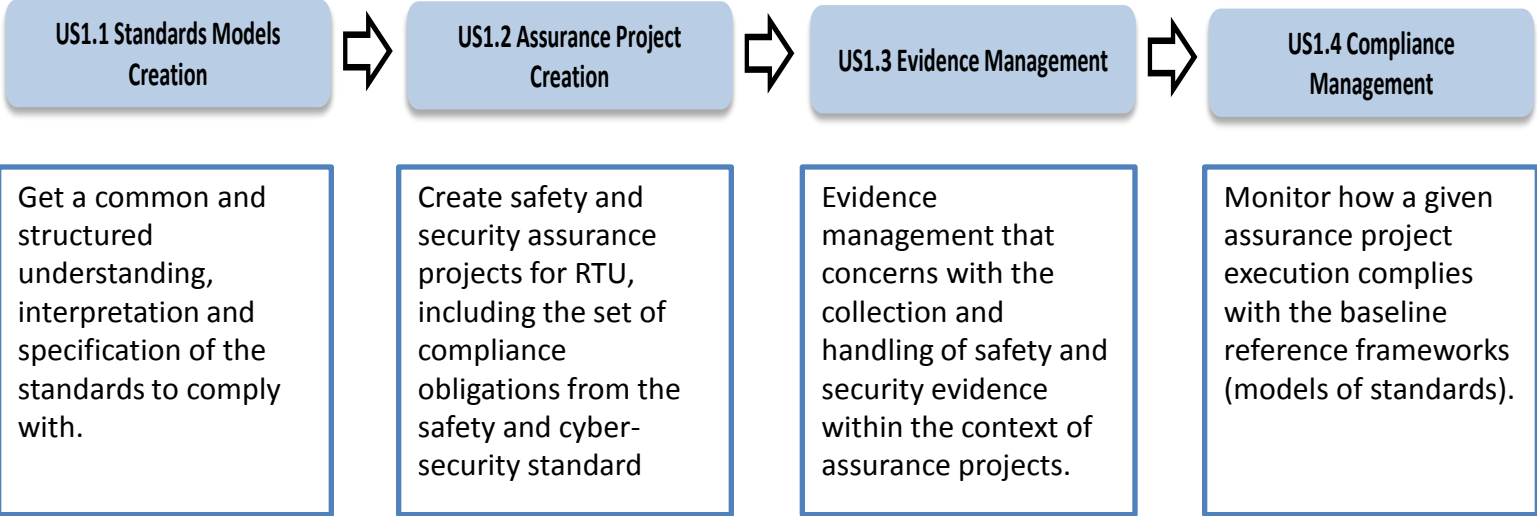 US1.1 Standards Models
Creation
US1.2 Assurance Project
Creation
US1.3 Evidence Management
US1.4 Compliance
Management
Get a common and
structured
understanding,
interpretation and
specification of the
standards to comply
with.
Create safety and
security assurance
projects for RTU,
including the set of
compliance
obligations from the
safety and cyber-
security standard
Evidence
management that
concerns with the
collection and
handling of safety and
security evidence
within the context of
assurance projects.
Monitor how a given
assurance project
execution complies
with the baseline
reference frameworks
(models of standards).